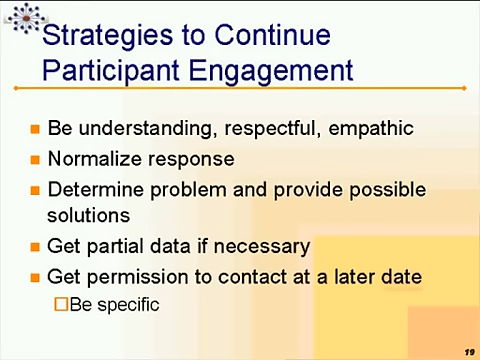 Strategies to Continue
Participant Engagement
Be understanding, respectful, empathic
Normalize response
Determine problem and provide possible
solutions
Get partial data if necessary
Get permission to contact at a later date
Be specific
19